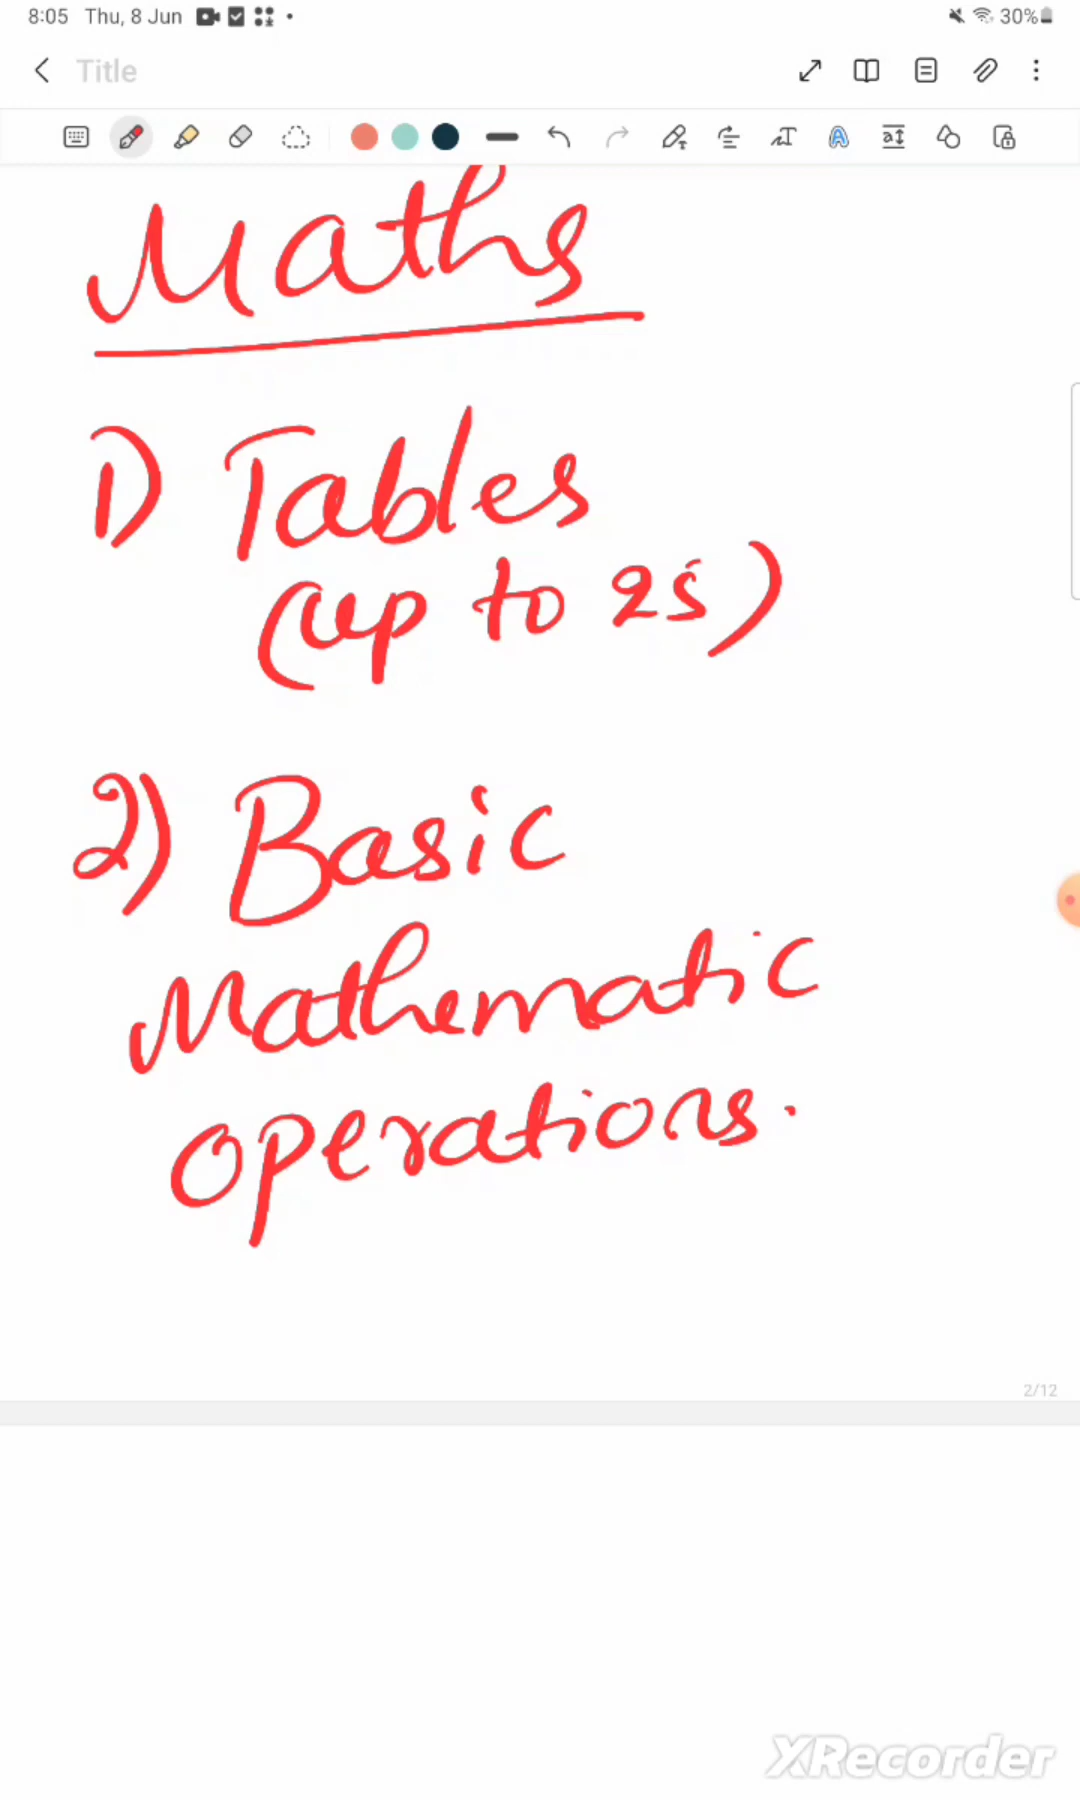 8:05 Thu, 8 Jun
30%
Title
Maths
1) Tables
(up to 25)
2) Basic
Mathematic
operations.
2/12
XRecorder